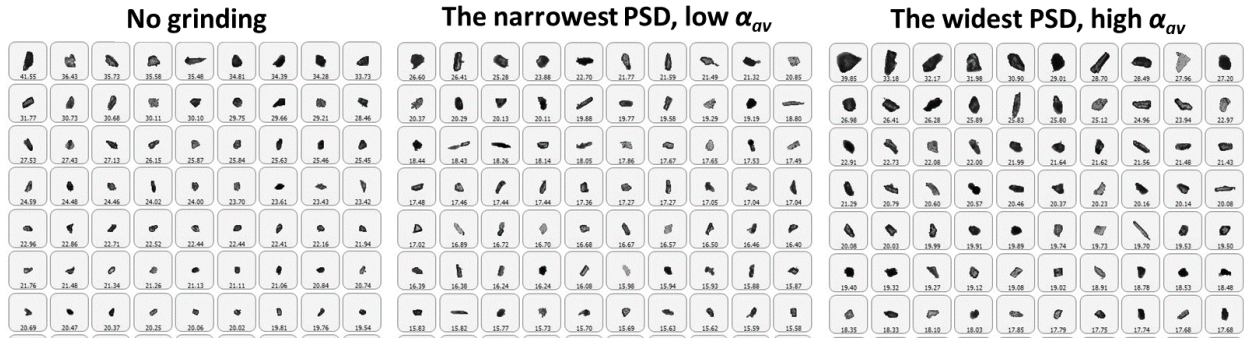 No grinding
41.55 36.43 35.73 35.58 35.48 34.81 34.39 34.28 33.73
31.77 30.73 30.68 30.11 30.10 29.75 29.66 29.21 28.46
27.53 27.43 27.13 26.15 25.87 25.84 25.63 25.46 25.45
24.59 24.48 24.46 24.02 24.00 23.70 23.61 23.43 23.42
22.96 22.86 22.71 22.52 22.44 22.44 22.41 22.16 21.94
21.76 21.48 21.34 21.26 21.13 21.11 21.06 20.84 20.74
20.69 20.47 20.37 20.25 20.06 20.02 19.81 19.76 19.54
The narrowest PSD, low αav
26.60 26.41 25.28 23.88 22.70 21.77 21.59 21.49 21.32 20.85
20.37 20.29 20.13 20.11 19.88 19.77 19.58 19.29 19.19 18.80
18.44 18.43 18.26 18.14 18.05 17.86 17.67 17.65 17.53 17.49
17.48 17.46 17.44 17.44 17.36 17.27 17.27 17.05 17.04 17.04
17.02 16.89 16.72 16.70 16.68 16.67 16.57 16.50 16.46 16.40
16.39 16.38 16.24 16.24 16.08 15.98 15.94 15.93 15.88 15.87
15.83 15.82 15.77 15.73 15.70 15.69 15.63 15.62 15.59 15.58
The widest PSD, high αav
39.85 33.18 32.17 31.98 30.90 29.01 28.70 28.49 27.96 27.20
26.98 26.41 26.28 25.89 25.83 25.80 25.12 24.96 23.94 22.97
22.91 22.73 22.08 22.00 21.99 21.64 21.62 21.56 21.48 21.43
21.29 20.79 20.60 20.57 20.46 20.37 20.23 20.16 20.14 20.08
20.08 20.03 19.99 19.91 19.89 19.74 19.73 19.70 19.53 19.50
19.40 19.32 19.27 19.12 19.08 19.02 18.91 18.78 18.53 18.48
18.35 18.33 18.10 18.03 17.85 17.79 17.75 17.74 17.68 17.68